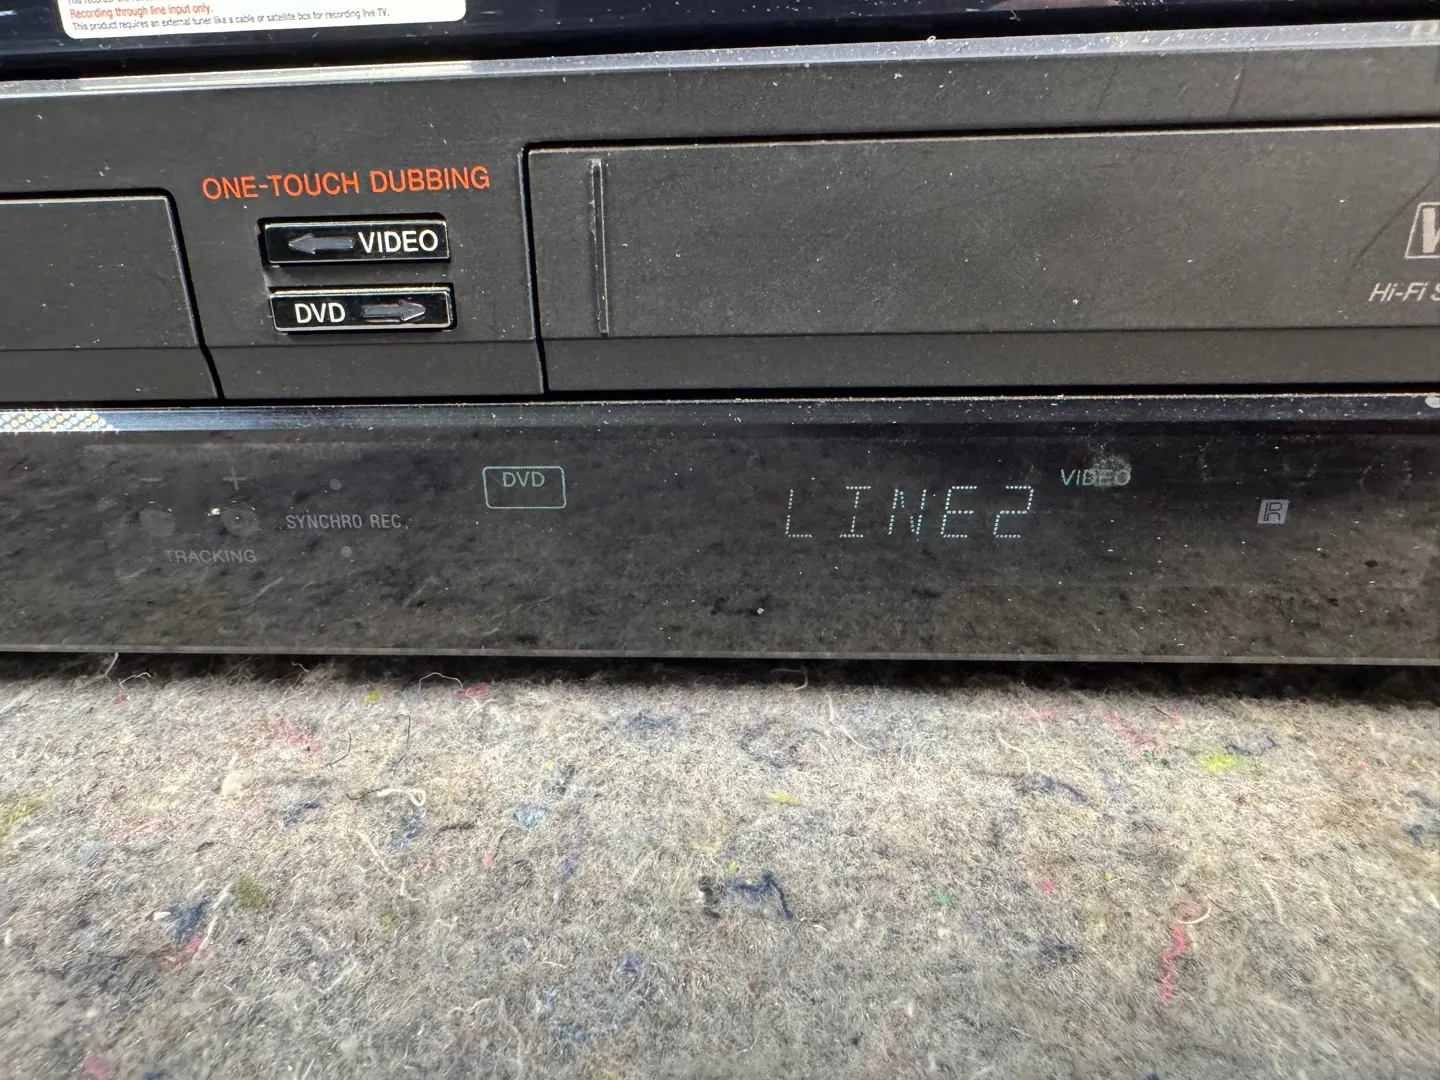 Recording through line input only.
This product requires an external tuner like a cable or satellite box for recording live TV.
ONE-TOUCH DUBBING
VIDEO
DVD
Hi-Fi
DVD
LINE2
VIDEO
SYNCHRO REC
TRACKING